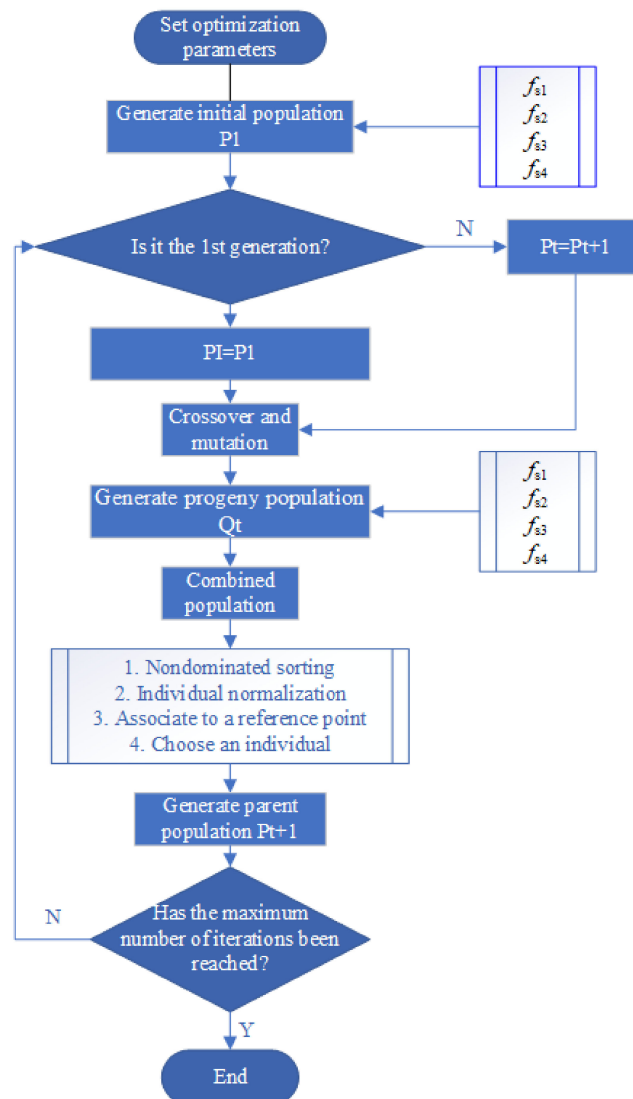 Set optimization
parameters
Generate initial population
P1
fs1
fs2
fs3
fs4
Is it the 1st generation?
N
Pt=Pt+1
PI=P1
Crossover and
mutation
Generate progeny population
Qt
fs1
fs2
fs3
fs4
Combined
population
1. Nondominated sorting
2. Individual normalization
3. Associate to a reference point
4. Choose an individual
Generate parent
population Pt+1
N
Has the maximum
number of iterations been
reached?
Y
End